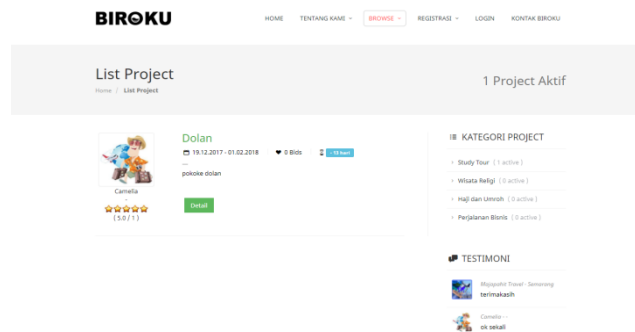 BIROKU
HOME TENTANG KAMI BROWSE REGISTRASI LOGIN KONTAK BIROKU
List Project
Home / List Project
1 Project Aktif
Dolan
19.12.2017 - 01.02.2018 0 Bids
...
pokoke dolan
Detail
Camelia
( 5.0 / 1 )
KATEGORI PROJECT
Study Tour ( 1 active )
Wisata Religi ( 0 active )
Haji dan Umroh ( 0 active )
Perjalanan Bisnis ( 0 active )
TESTIMONI
Mojopahit Travel - Semarang
terimakasih
Camelia - -
ok sekali